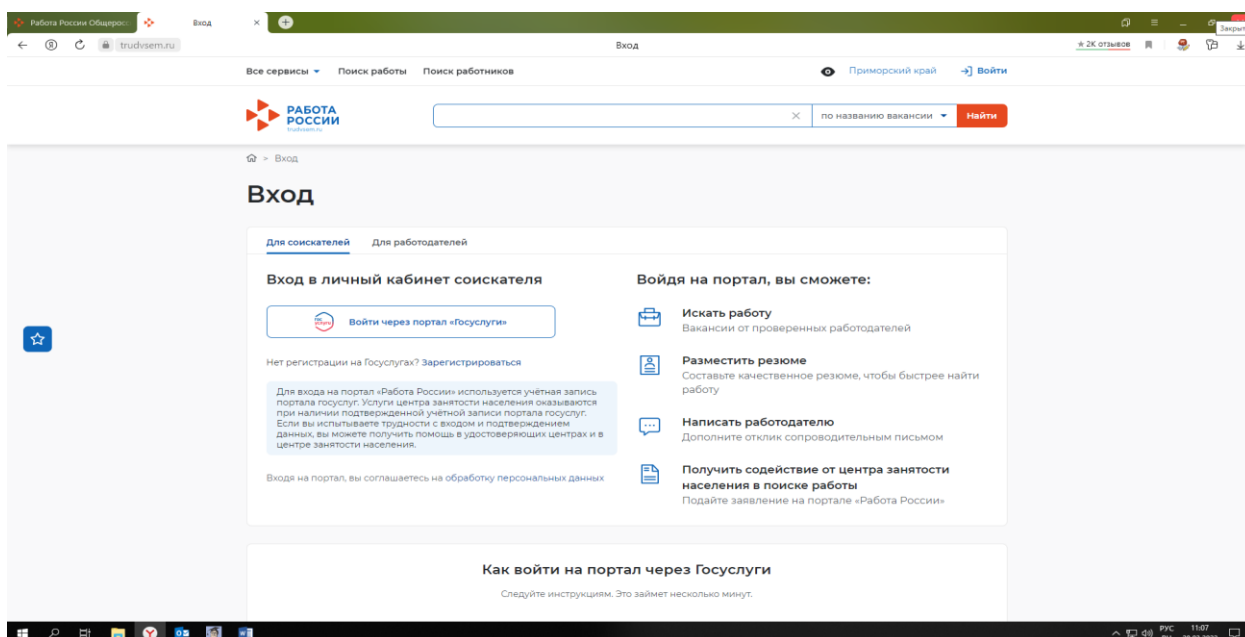 Работа России Общерос
Вход
Закрыт
trudvsem.ru
Вход
2К отзывов
Все сервисы
Поиск работы
Поиск работников
Приморский край
Войти
РАБОТА
РОССИИ
trudvsem.ru
по названию вакансии
Найти
> Вход
Вход
Для соискателей
Для работодателей
Вход в личный кабинет соискателя
Войти через портал «Госуслуги»
Нет регистрации на Госуслугах? Зарегистрироваться
Для входа на портал «Работа России» используется учётная запись
портала госуслуг. Услуги центра занятости населения оказываются
при наличии подтвержденной учётной записи портала госуслуг.
Если вы испытываете трудности с входом и подтверждением
данных, вы можете получить помощь в удостоверяющих центрах и в
центре занятости населения.
Входя на портал, вы соглашаетесь на обработку персональных данных
Войдя на портал, вы сможете:
Искать работу
Вакансии от проверенных работодателей
Разместить резюме
Составьте качественное резюме, чтобы быстрее найти
работу
Написать работодателю
Дополните отклик сопроводительным письмом
Получить содействие от центра занятости
населения в поиске работы
Подайте заявление на портале «Работа России»
Как войти на портал через Госуслуги
Следуйте инструкциям. Это займет несколько минут.
РУС
11:07